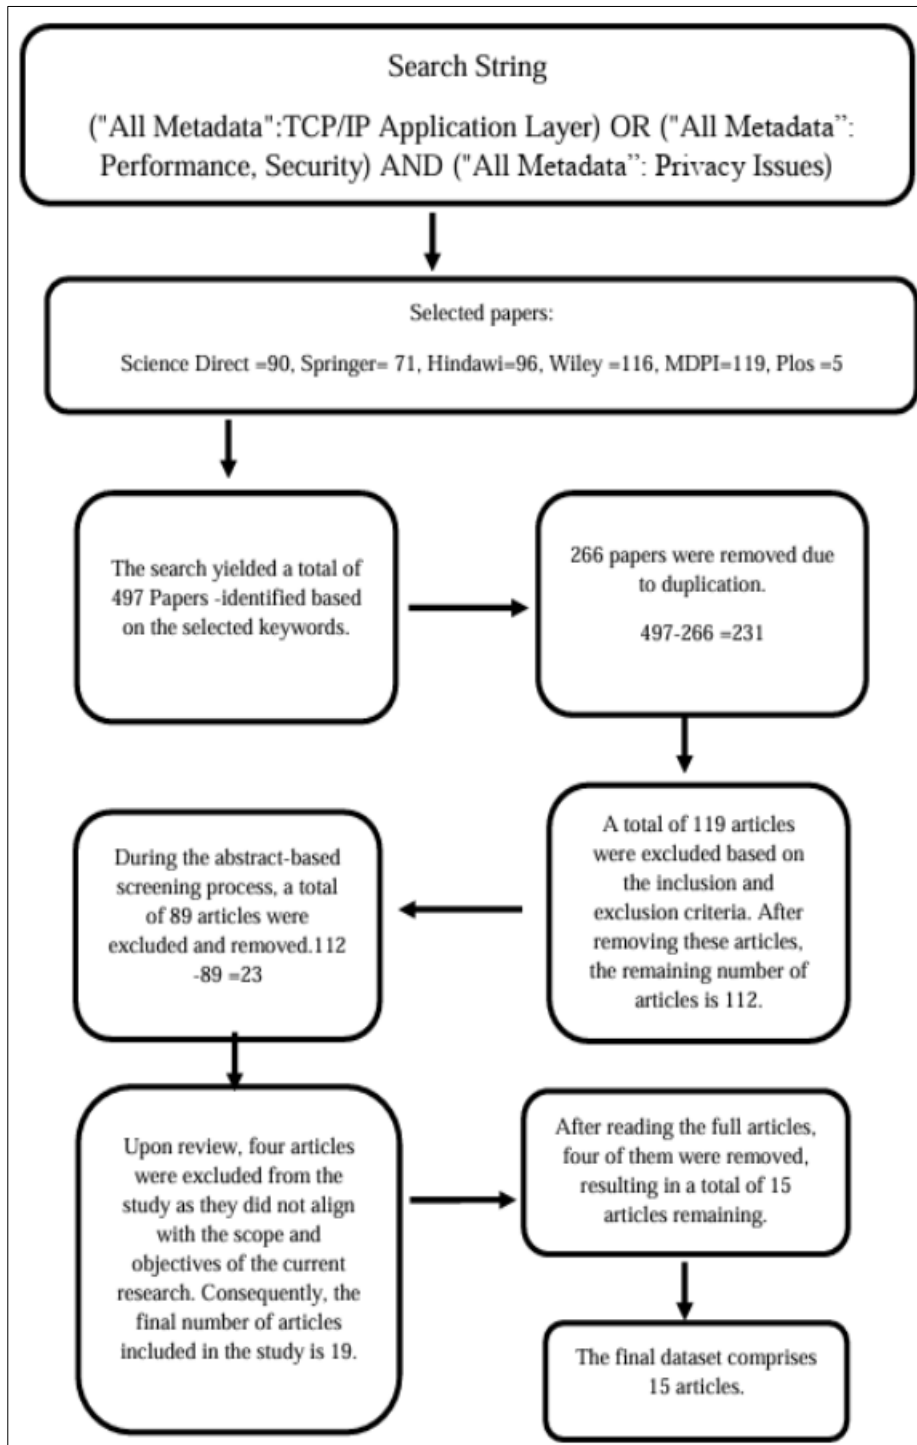 Search String
("All Metadata":TCP/IP Application Layer) OR ("All Metadata”:
Performance, Security) AND ("All Metadata”: Privacy Issues)
Selected papers:
Science Direct =90, Springer= 71, Hindawi=96, Wiley =116, MDPI=119, Plos =5
The search yielded a total of
497 Papers -identified based
on the selected keywords.
266 papers were removed due
to duplication.
497-266 =231
A total of 119 articles
were excluded based on
the inclusion and
exclusion criteria. After
removing these articles,
the remaining number of
articles is 112.
During the abstract-based
screening process, a total
of 89 articles were
excluded and removed.112
-89 =23
Upon review, four articles
were excluded from the
study as they did not align
with the scope and
objectives of the current
research. Consequently, the
final number of articles
included in the study is 19.
After reading the full articles,
four of them were removed,
resulting in a total of 15
articles remaining.
The final dataset comprises
15 articles.